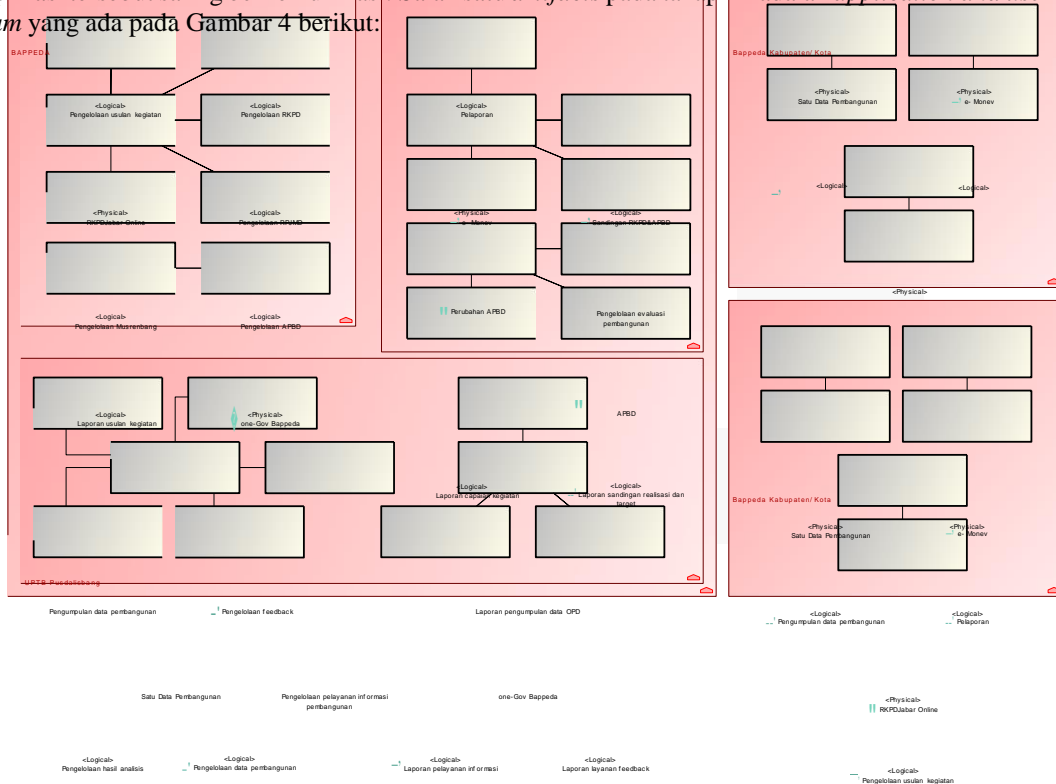 um yang ada pada Gambar 4 berikut:
BAPPEDA
Bappeda Kabupaten/ Kota
<Physical>
Satu Data Pembangunan
<Physical>
e- Monev
<Logical>
Pengelolaan usulan kegiatan
<Logical>
Pengelolaan RKPD
<Logical>
Pelaporan
<Logical>
<Logical>
<Physical>
RKPDJabar Online
<Logical>
Pengelolaan RPJMD
<Physical>
e- Monev
<Logical>
Sandingan RKPD&APBD
<Physical>
Perubahan APBD
Pengelolaan evaluasi
pembangunan
<Logical>
Pengelolaan Musrenbang
<Logical>
Pengelolaan APBD
<Logical>
Laporan usulan kegiatan
<Physical>
one-Gov Bappeda
APBD
<Logical>
Laporan capaian kegiatan
<Logical>
Laporan sandingan realisasi dan
target
Bappeda Kabupaten/ Kota
<Physical>
Satu Data Pembangunan
<Physical>
e- Monev
UPTB Pusdalisbang
Pengumpulan data pembangunan
Pengelolaan feedback
Laporan pengumpulan data OPD
<Logical>
Pengumpulan data pembangunan
<Logical>
Pelaporan
Satu Data Pembangunan
Pengelolaan pelayanan informasi
pembangunan
one-Gov Bappeda
<Physical>
RKPDJabar Online
<Logical>
Pengelolaan hasil analisis
<Logical>
Pengelolaan data pembangunan
<Logical>
Laporan pelayanan informasi
<Logical>
Laporan layanan feedback
<Logical>
Pengelolaan usulan kegiatan